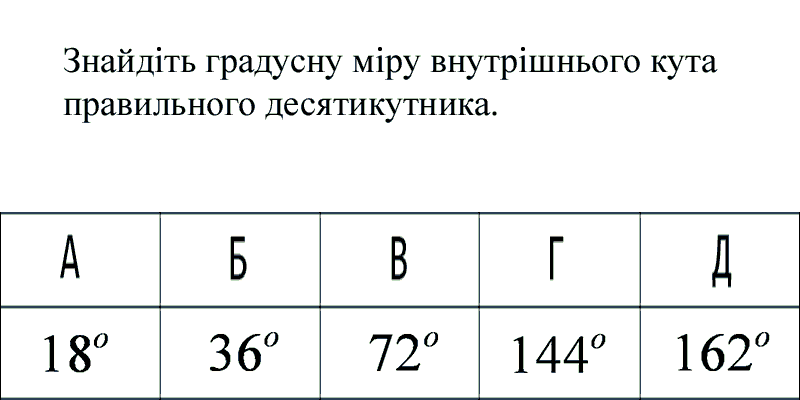 Знайдіть градусну міру внутрішнього кута
правильного десятикутника.
А Б В Г Д
18° 36° 72° 144° 162°